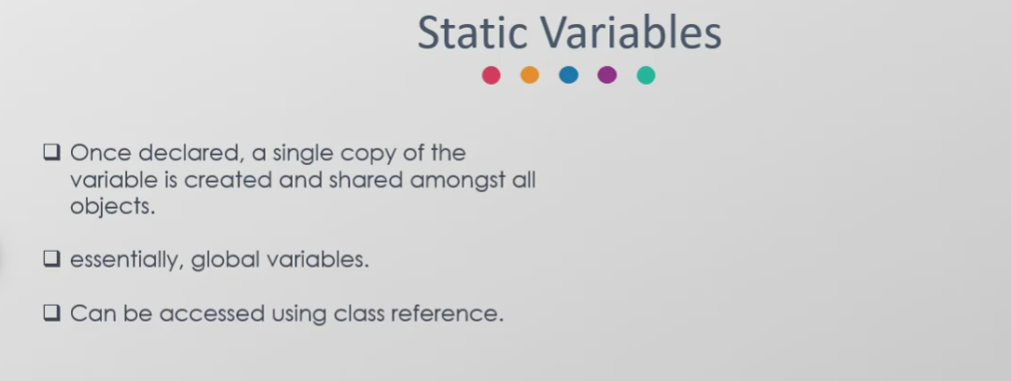 Static Variables
❑ Once declared, a single copy of the
variable is created and shared amongst all
objects.
❑ essentially, global variables.
❑ Can be accessed using class reference.